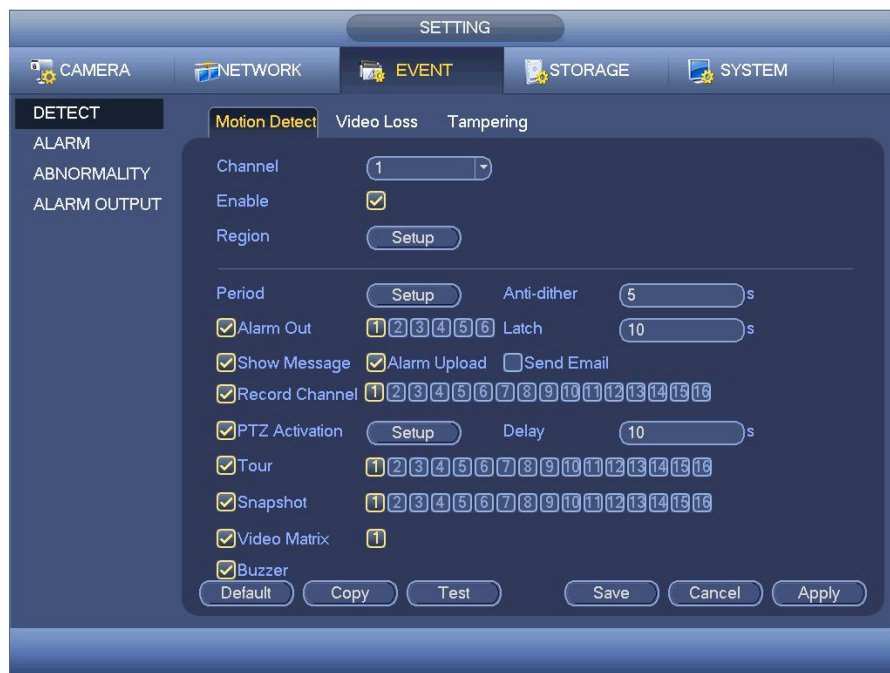 SETTING
CAMERA NETWORK EVENT STORAGE SYSTEM
DETECT
ALARM
ABNORMALITY
ALARM OUTPUT
Motion Detect Video Loss Tampering
Channel 1
Enable
Region Setup
Period Setup Anti-dither 5 s
Alarm Out 1 2 3 4 5 6 Latch 10 s
Show Message Alarm Upload Send Email
Record Channel 1 2 3 4 5 6 7 8 9 10 11 12 13 14 15 16
PTZ Activation Setup Delay 10 s
Tour 1 2 3 4 5 6 7 8 9 10 11 12 13 14 15 16
Snapshot 1 2 3 4 5 6 7 8 9 10 11 12 13 14 15 16
Video Matrix 1
Buzzer
Default Copy Test Save Cancel Apply